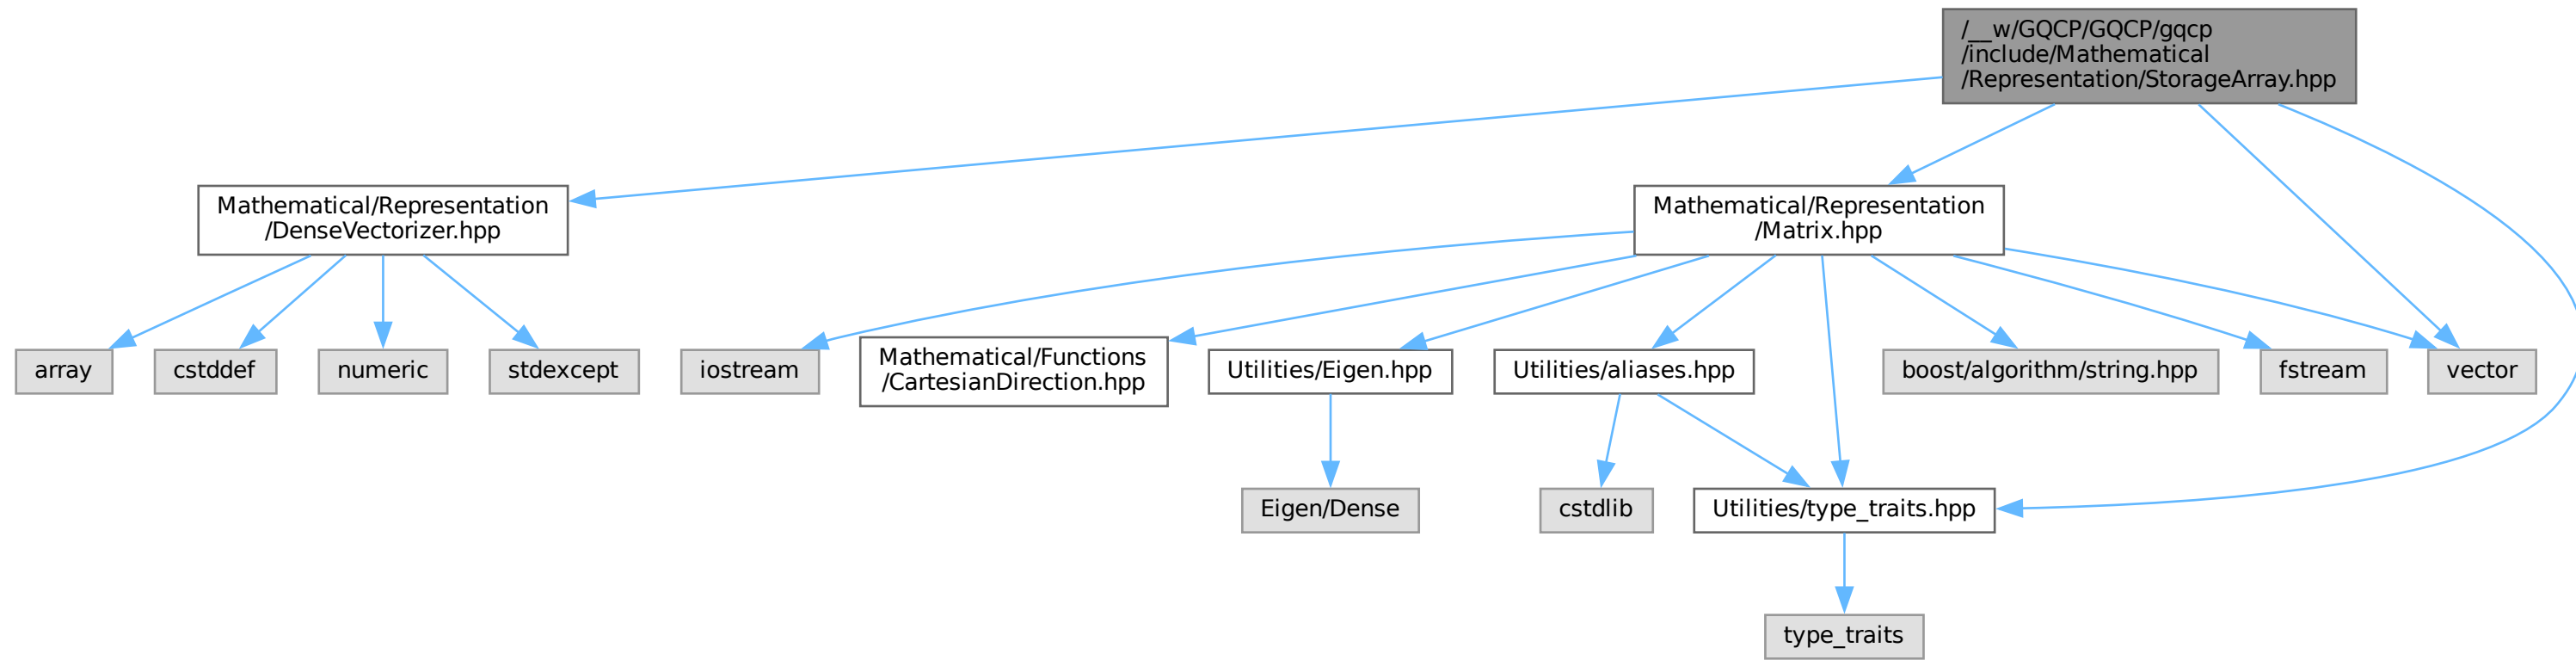 /__w/GQCP/GQCP/gqcp
/include/Mathematical
/Representation/StorageArray.hpp
Mathematical/Representation
/DenseVectorizer.hpp
Mathematical/Representation
/Matrix.hpp
array
cstddef
numeric
stdexcept
iostream
Mathematical/Functions
/CartesianDirection.hpp
Utilities/Eigen.hpp
Utilities/aliases.hpp
boost/algorithm/string.hpp
fstream
vector
Eigen/Dense
cstdlib
Utilities/type_traits.hpp
type_traits